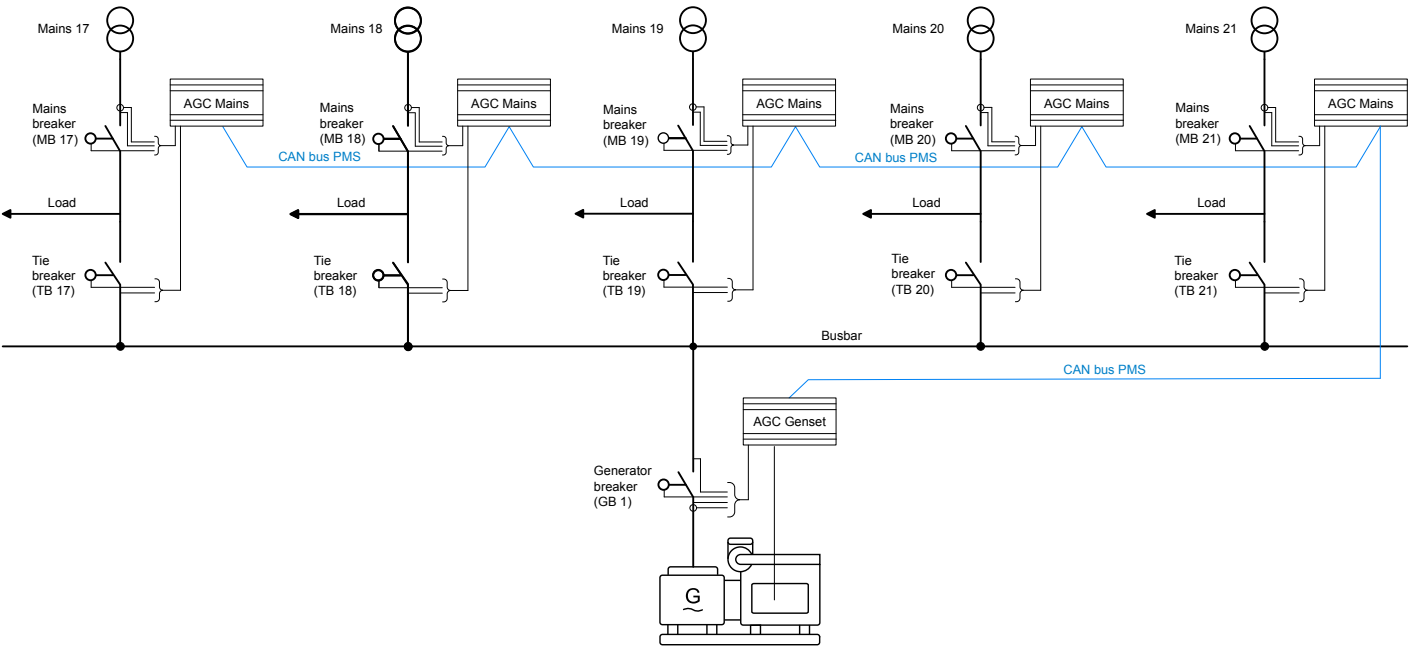 Mains 17
Mains 18
Mains 19
Mains 20
Mains 21
AGC Mains
AGC Mains
AGC Mains
AGC Mains
AGC Mains
Mains
breaker
(MB 17)
Mains
breaker
(MB 18)
Mains
breaker
(MB 19)
Mains
breaker
(MB 20)
Mains
breaker
(MB 21)
CAN bus PMS
CAN bus PMS
Load
Load
Load
Load
Load
Tie
breaker
(TB 17)
Tie
breaker
(TB 18)
Tie
breaker
(TB 19)
Tie
breaker
(TB 20)
Tie
breaker
(TB 21)
Busbar
CAN bus PMS
AGC Genset
Generator
breaker
(GB 1)
G